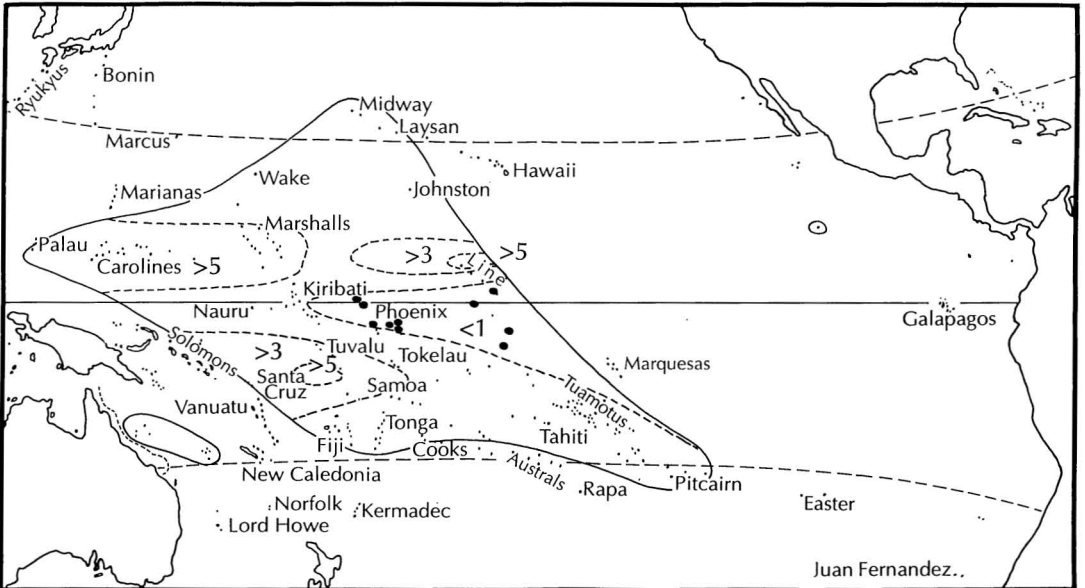 Ryukyus
Bonin
Midway
Laysan
Marcus
Hawaii
Wake
Johnston
Marianas
Marshalls
Palau
>3
>5
Line
Carolines >5
Kiribati
Nauru
Phoenix
Galapagos
<1
Solomons
>3
Tuvalu
Tokelau
>5
Santa
Cruz
Samoa
Marquesas
Tuamotus
Vanuatu
Tonga
Tahiti
Fiji
Cooks
New Caledonia
Australs
Rapa
Pitcairn
Norfolk
Kermadec
Easter
Lord Howe
Juan Fernandez